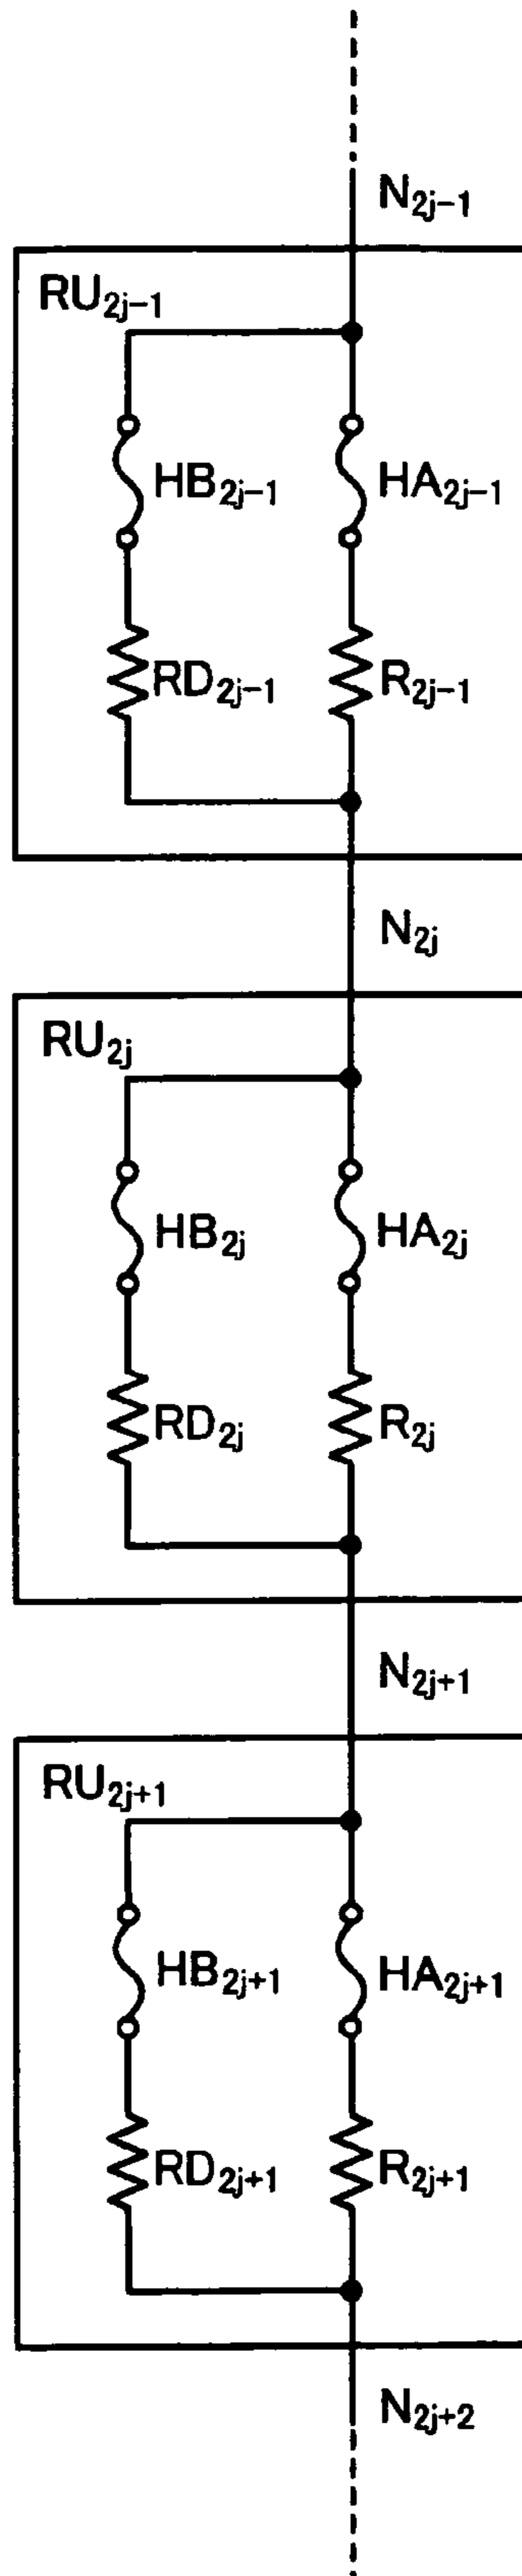 N2j-1
RU2j-1
HB2j-1 HA2j-1
RD2j-1 R2j-1
N2j
RU2j
HB2j HA2j
RD2j R2j
N2j+1
RU2j+1
HB2j+1 HA2j+1
RD2j+1 R2j+1
N2j+2